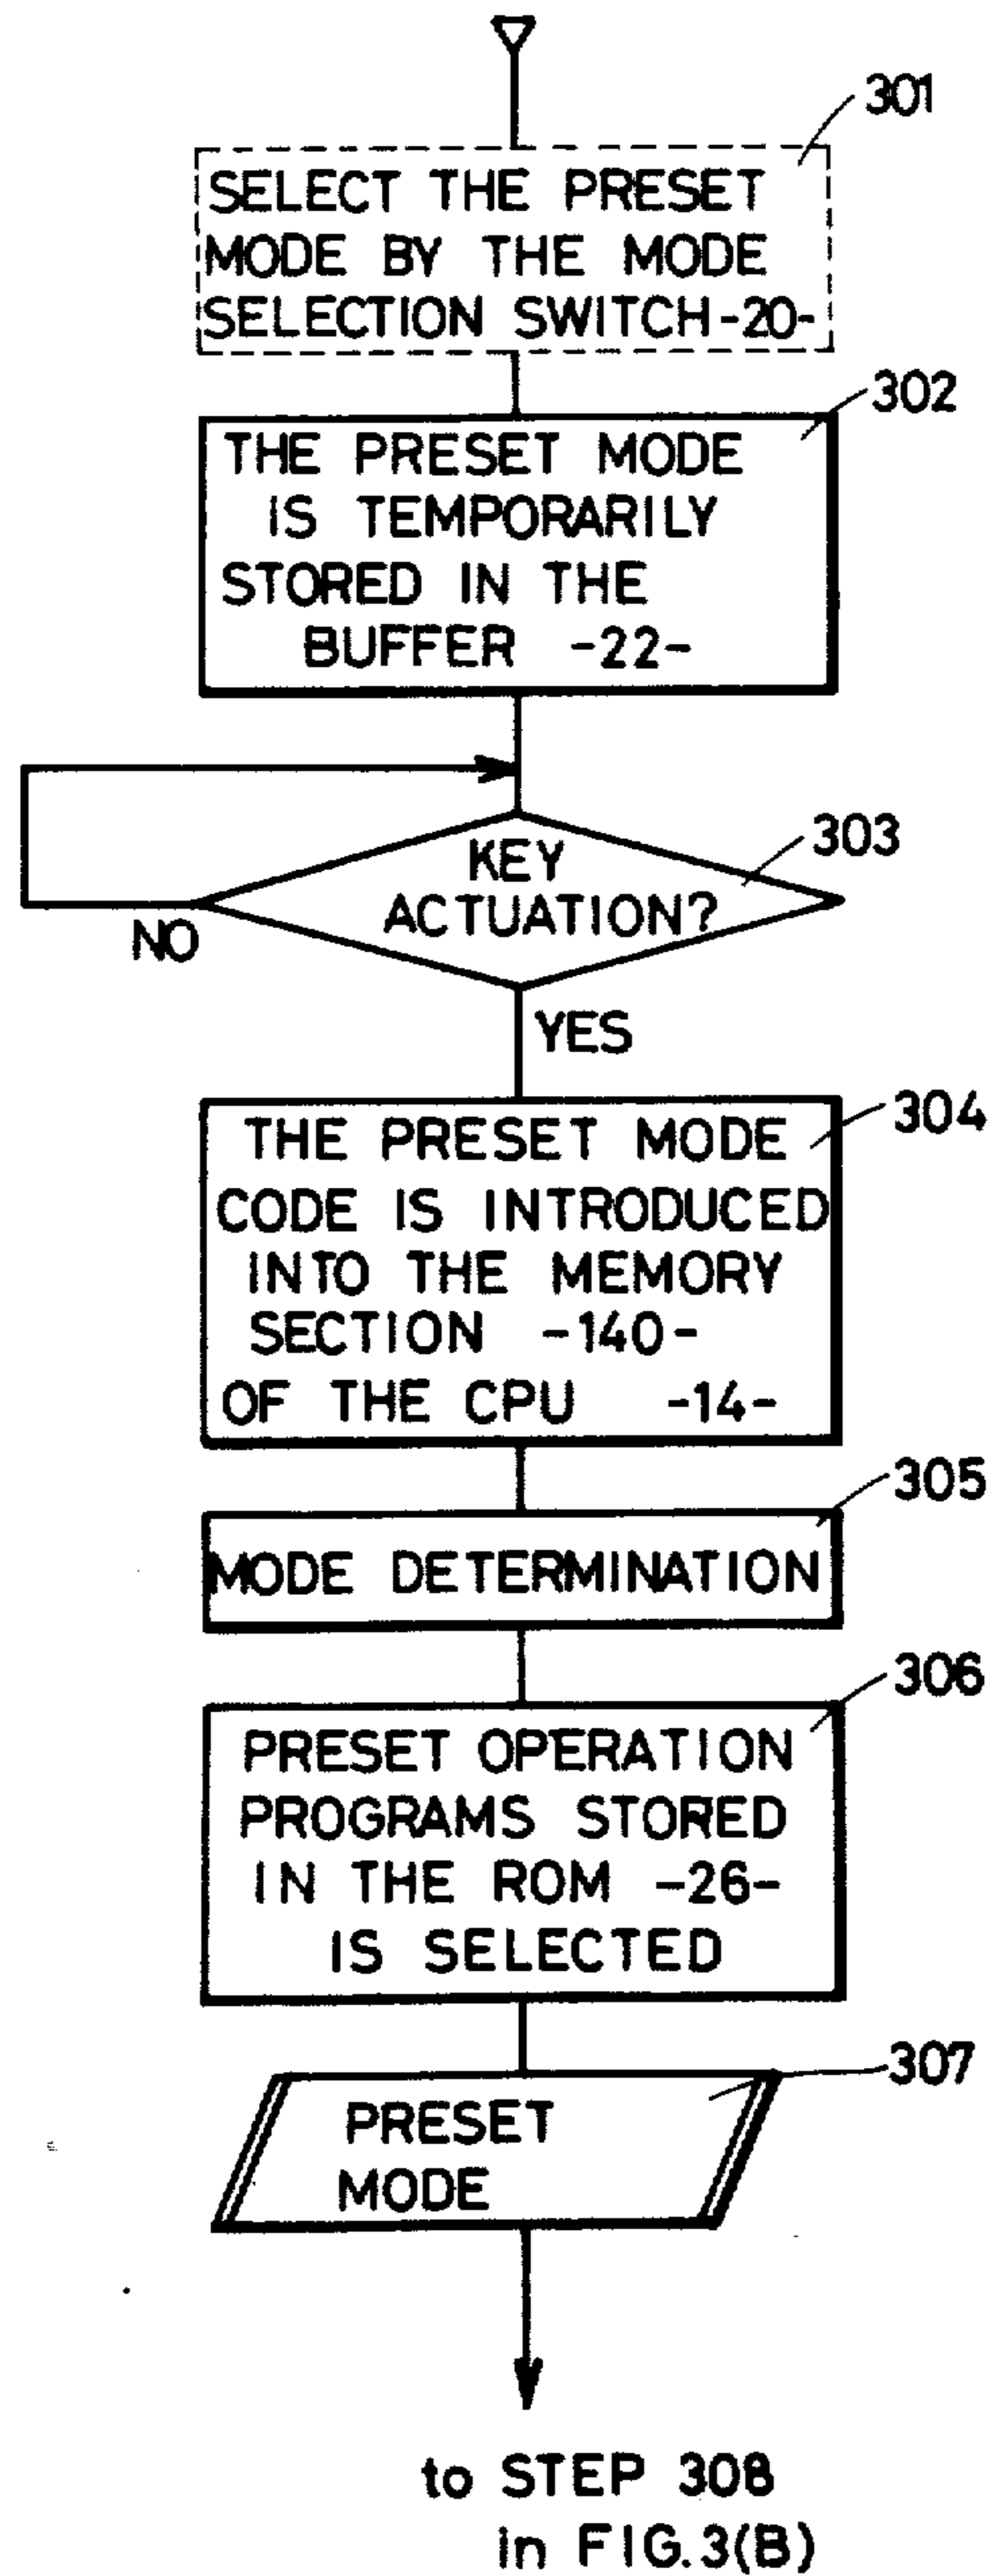 301
SELECT THE PRESET
MODE BY THE MODE
SELECTION SWITCH -20-
302
THE PRESET MODE
IS TEMPORARILY
STORED IN THE
BUFFER -22-
303
KEY
ACTUATION?
NO
YES
304
THE PRESET MODE
CODE IS INTRODUCED
INTO THE MEMORY
SECTION -140-
OF THE CPU -14-
305
MODE DETERMINATION
306
PRESET OPERATION
PROGRAMS STORED
IN THE ROM -26-
IS SELECTED
307
PRESET
MODE
to STEP 308
in FIG.3(B)